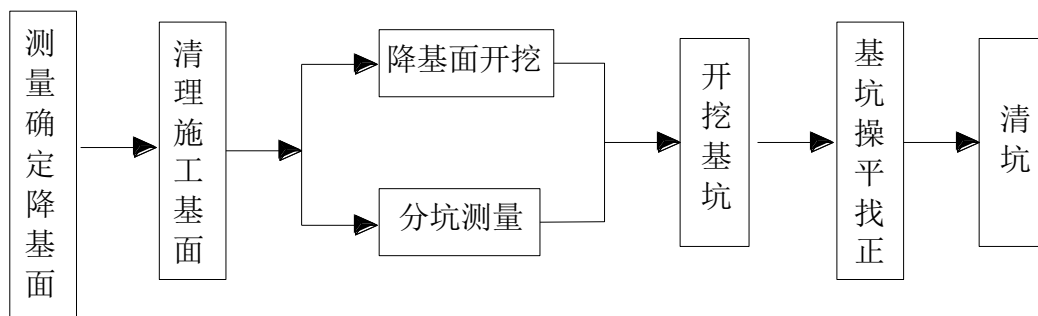 测量确定降基面
清理施工基面
降基面开挖
分坑测量
开挖基坑
基坑操平找正
清坑